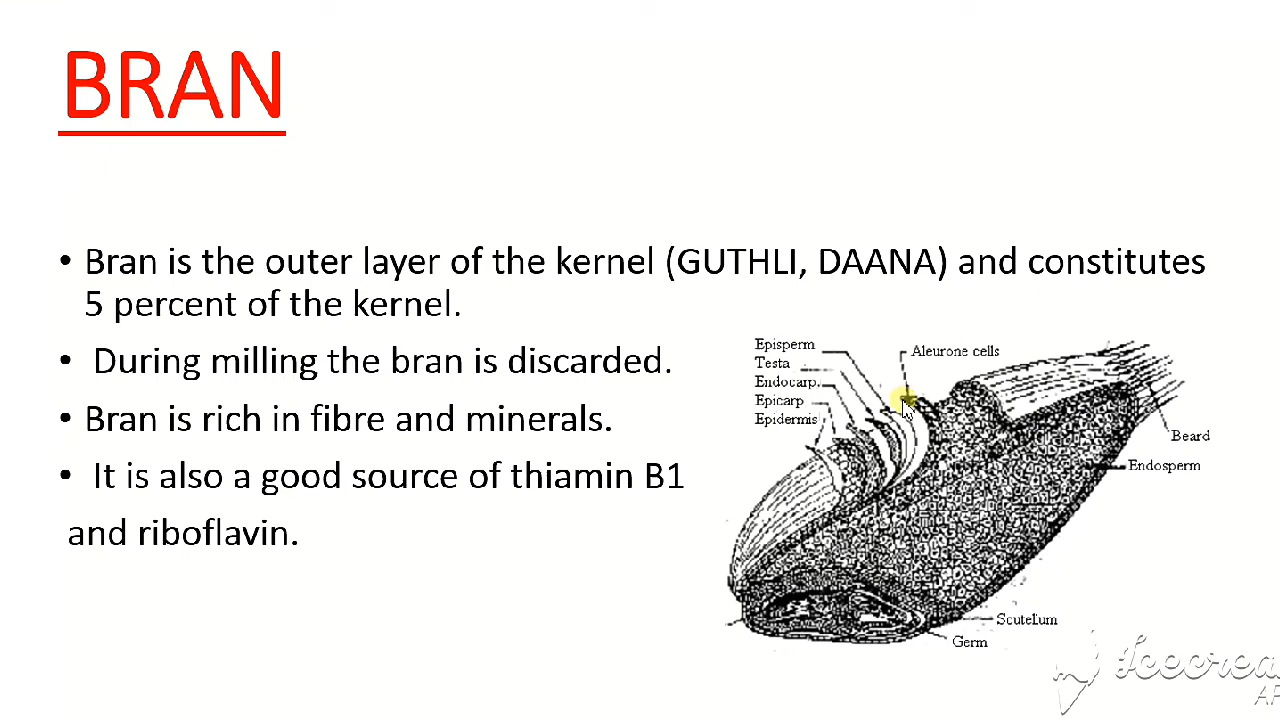 BRAN
• Bran is the outer layer of the kernel (GUTHLI, DAANA) and constitutes
5 percent of the kernel.
• During milling the bran is discarded.
• Bran is rich in fibre and minerals.
• It is also a good source of thiamin B1
and riboflavin.
Episperm
Testa
Endocarp.
Epicarp
Epidermis
Aleurone cells
Beard
Endosperm
Scutellum
Germ
Icecrea
AP